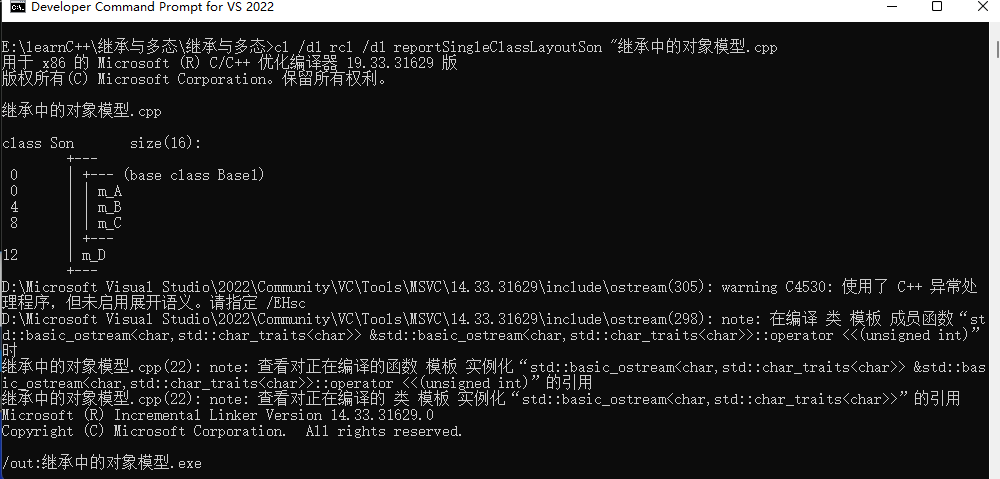 Developer Command Prompt for VS 2022
E:\learnC++\继承与多态\继承与多态>cl /d1 rcl /d1 reportSingleClassLayoutSon "继承中的对象模型.cpp
用于 x86 的 Microsoft (R) C/C++ 优化编译器 19.33.31629 版
版权所有(C) Microsoft Corporation。保留所有权利。
继承中的对象模型.cpp
class Son       size(16):
        +---
 0      | +--- (base class Base1)
 0      | | m_A
 4      | | m_B
 8      | | m_C
        | +---
12      | m_D
        +---
D:\Microsoft Visual Studio\2022\Community\VC\Tools\MSVC\14.33.31629\include\ostream(305): warning C4530: 使用了 C++ 异常处
理程序，但未启用展开语义。请指定 /EHsc
D:\Microsoft Visual Studio\2022\Community\VC\Tools\MSVC\14.33.31629\include\ostream(298): note: 在编译 类 模板 成员函数“st
d::basic_ostream<char,std::char_traits<char>> &std::basic_ostream<char,std::char_traits<char>>::operator <<(unsigned int)”
时
继承中的对象模型.cpp(22): note: 查看对正在编译的函数 模板 实例化“std::basic_ostream<char,std::char_traits<char>> &std::bas
ic_ostream<char,std::char_traits<char>>::operator <<(unsigned int)”的引用
继承中的对象模型.cpp(22): note: 查看对正在编译的 类 模板 实例化“std::basic_ostream<char,std::char_traits<char>>”的引用
Microsoft (R) Incremental Linker Version 14.33.31629.0
Copyright (C) Microsoft Corporation.  All rights reserved.
/out:继承中的对象模型.exe